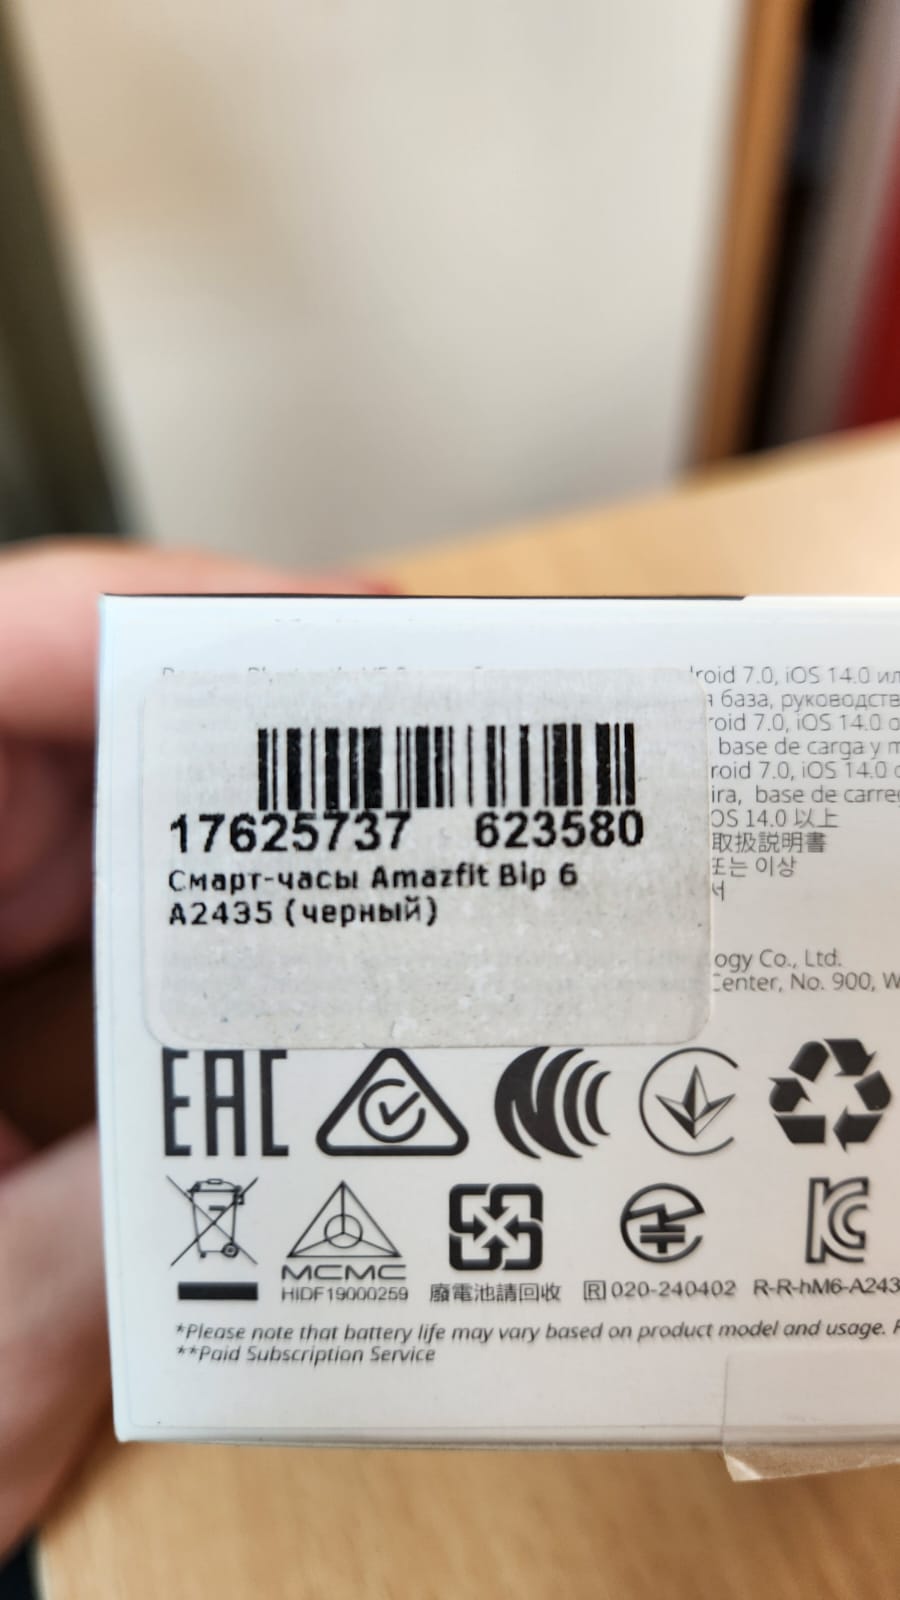 roid 7.0, iOS 14.0 ил
база, руководств
roid 7.0, iOS 14.0 o
base de carga y m
roid 7.0, iOS 14.0 o
ira, base de carre
OS 14.0 以上
取扱説明書
또는 이상
서
17625737 623580
Смарт-часы Amazfit Bip 6
A2435 (черный)
ogy Co., Ltd.
Center, No. 900, W
EAC
MCMC
HIDF19000259
廢電池請回收
R 020-240402
R-R-hM6-A243
*Please note that battery life may vary based on product model and usage.
**Paid Subscription Service